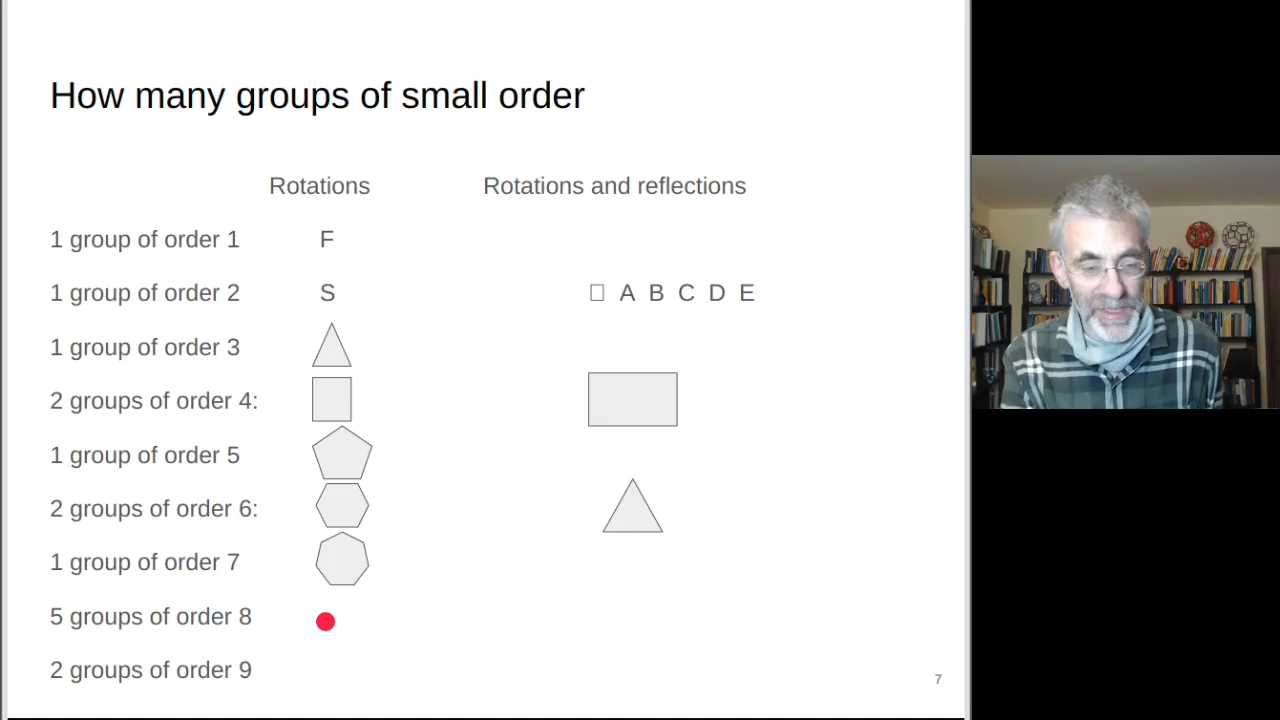 How many groups of small order
Rotations Rotations and reflections
1 group of order 1 F
1 group of order 2 S A B C D E
1 group of order 3
2 groups of order 4:
1 group of order 5
2 groups of order 6:
1 group of order 7
5 groups of order 8
2 groups of order 9
7